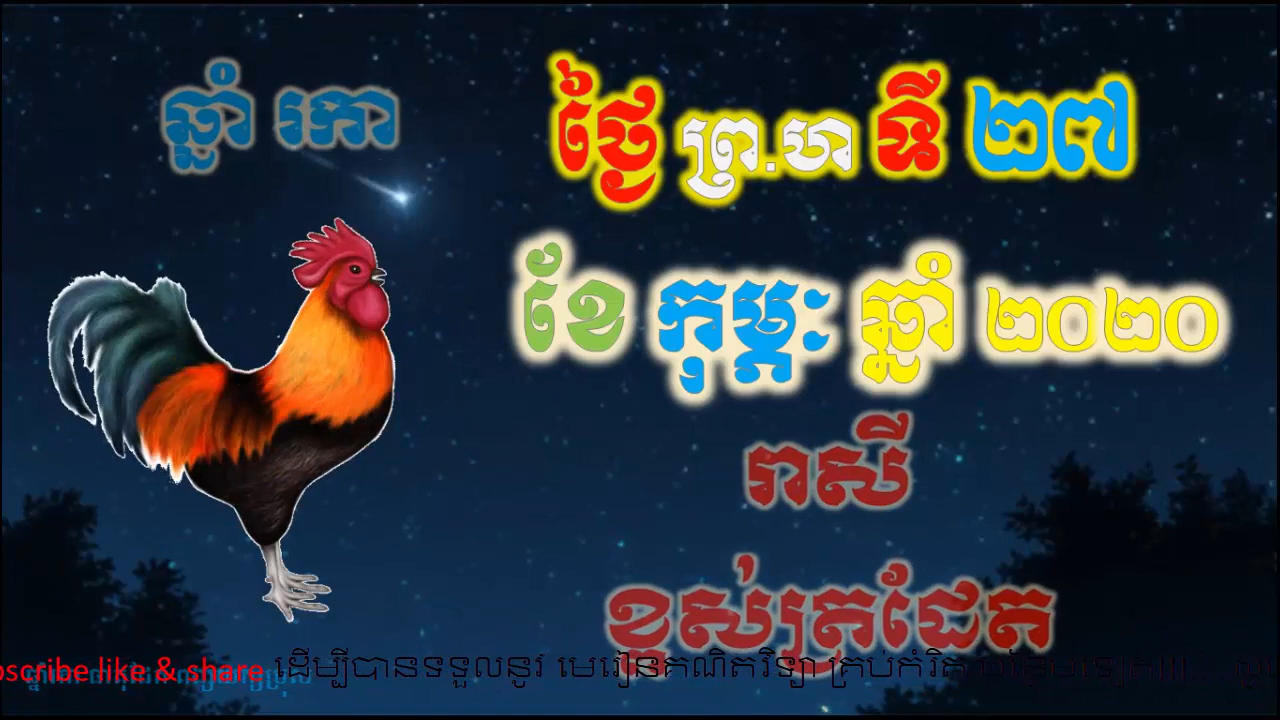 ឆ្នាំ រកា
ថ្ងៃ ព្រ.ហ ទី ២៧
ខែ កុម្ភៈ ឆ្នាំ ២០២០
រាសី
ខ្ពស់ត្រដែត
scribe like & share ដើម្បីបានទទួលនូវ មេរៀនគណិតវិទ្យា គ្រប់កំរិត